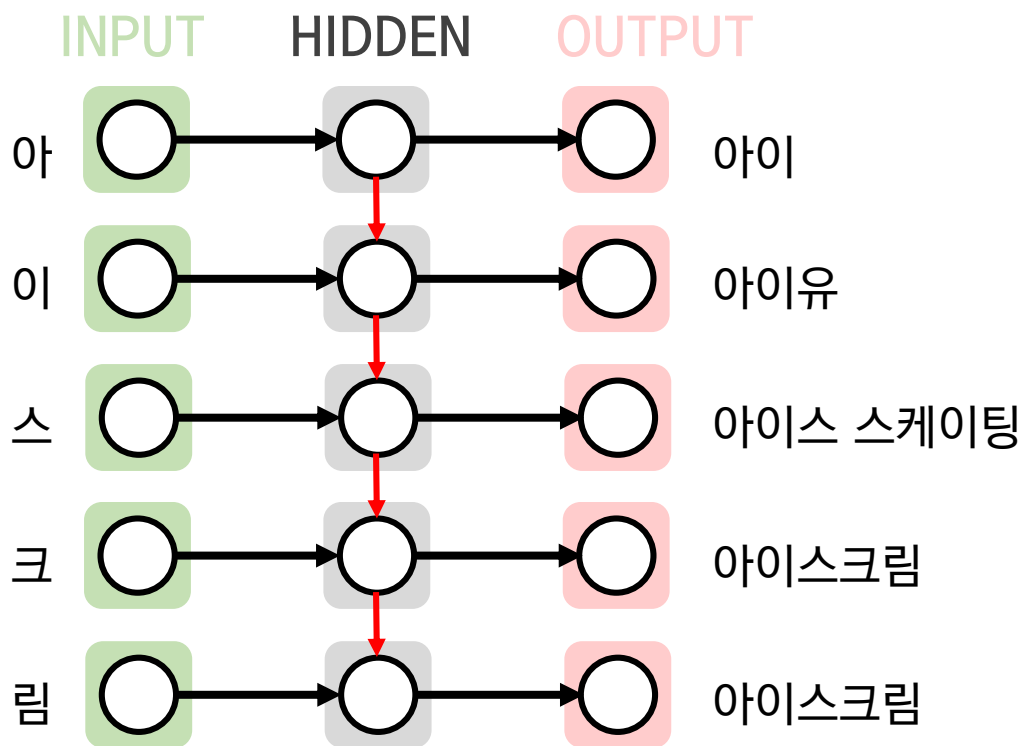 INPUT HIDDEN OUTPUT
아 아이
이 아이유
스 아이스 스케이팅
크 아이스크림
림 아이스크림